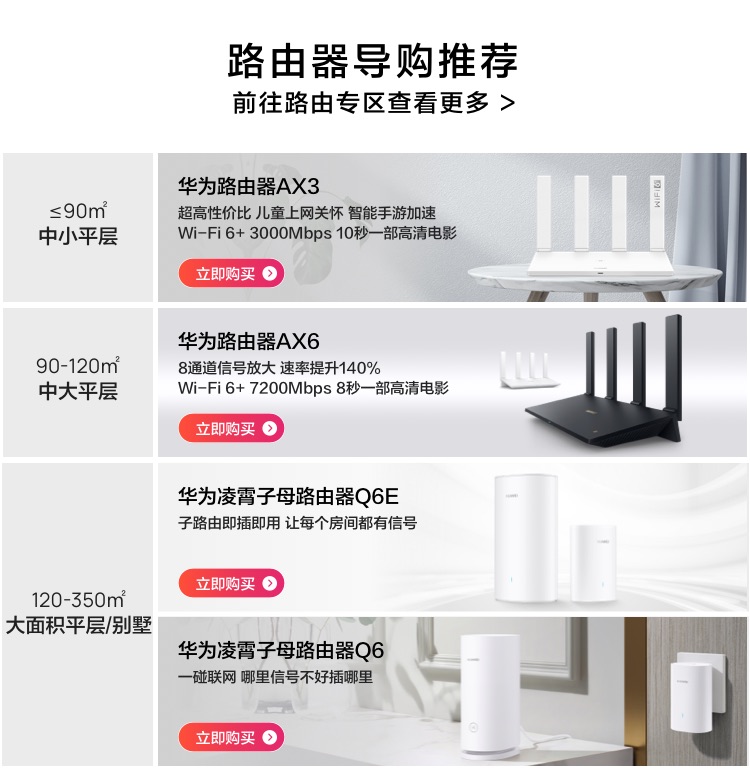 路由器导购推荐
前往路由专区查看更多 >
≤90㎡
中小平层
华为路由器AX3
超高性价比 儿童上网关怀 智能手游加速
Wi-Fi 6+ 3000Mbps 10秒一部高清电影
立即购买
90-120㎡
中大平层
华为路由器AX6
8通道信号放大 速率提升140%
Wi-Fi 6+ 7200Mbps 8秒一部高清电影
立即购买
120-350㎡
大面积平层/别墅
华为凌霄子母路由器Q6E
子路由即插即用 让每个房间都有信号
立即购买
华为凌霄子母路由器Q6
一碰联网 哪里信号不好插哪里
立即购买